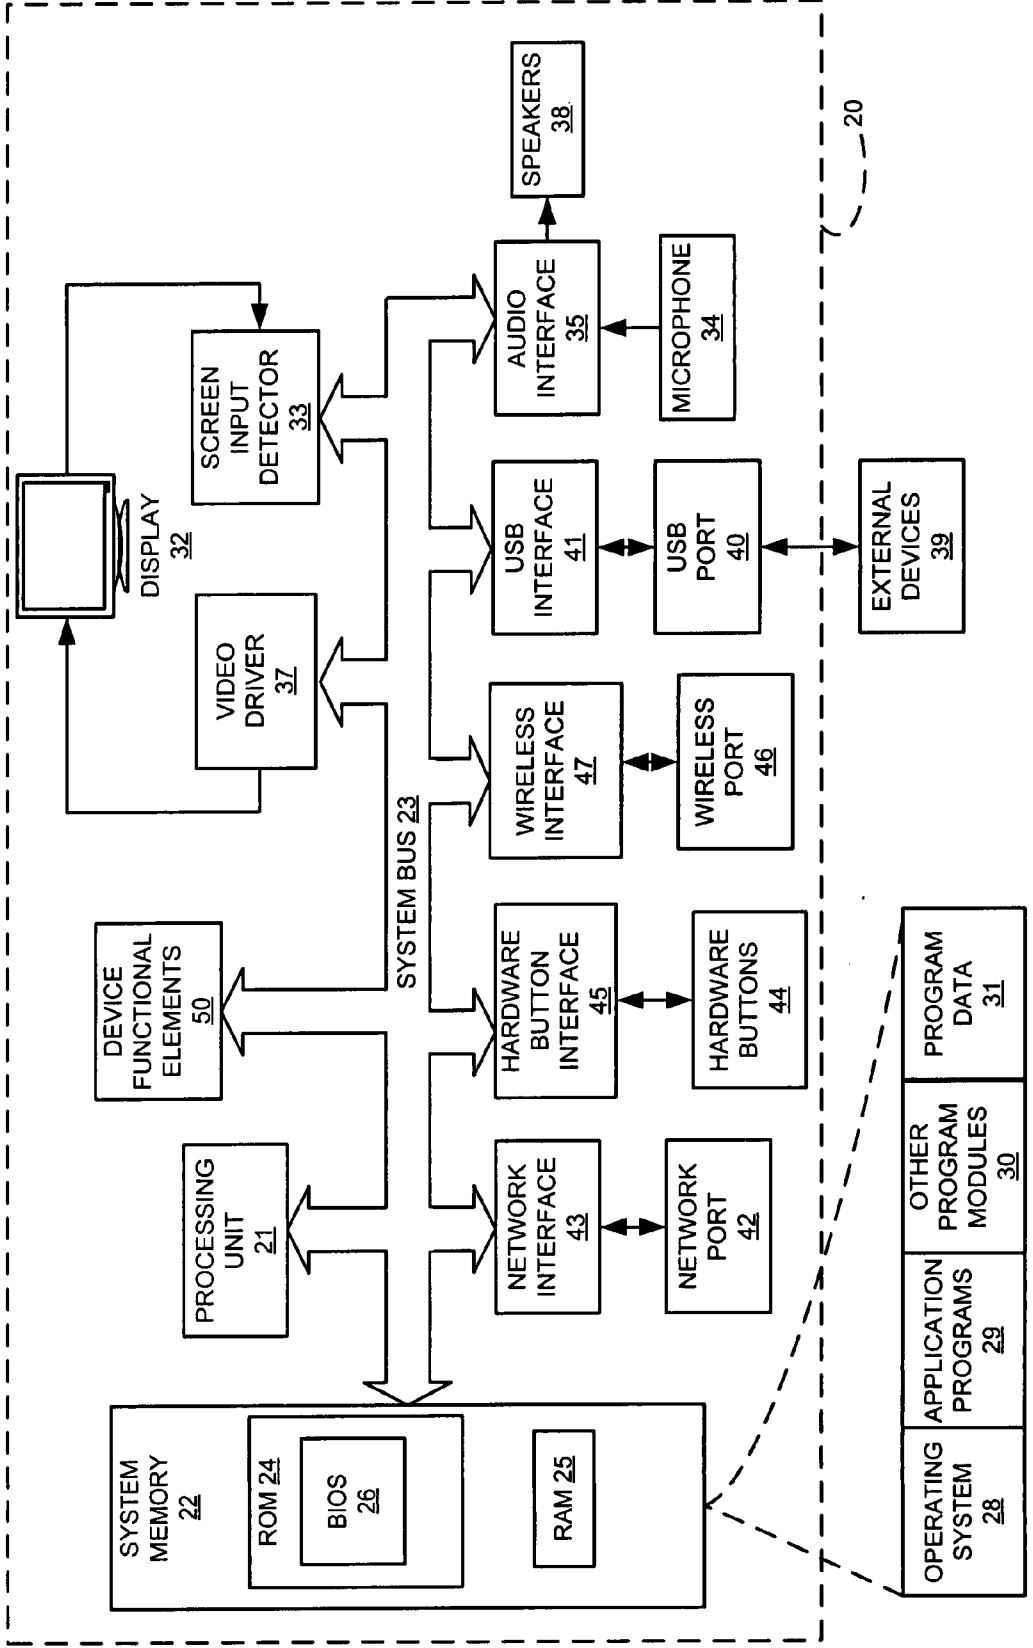 SYSTEM
MEMORY
22
ROM 24
BIOS
26
RAM 25
PROCESSING
UNIT
21
DEVICE
FUNCTIONAL
ELEMENTS
50
VIDEO
DRIVER
37
DISPLAY
32
SCREEN
INPUT
DETECTOR
33
SYSTEM BUS 23
NETWORK
INTERFACE
43
HARDWARE
BUTTON
INTERFACE
45
WIRELESS
INTERFACE
47
USB
INTERFACE
41
AUDIO
INTERFACE
35
SPEAKERS
38
NETWORK
PORT
42
HARDWARE
BUTTONS
44
WIRELESS
PORT
46
USB
PORT
40
MICROPHONE
34
20
EXTERNAL
DEVICES
39
OPERATING
SYSTEM
28
APPLICATION
PROGRAMS
29
OTHER
PROGRAM
MODULES
30
PROGRAM
DATA
31